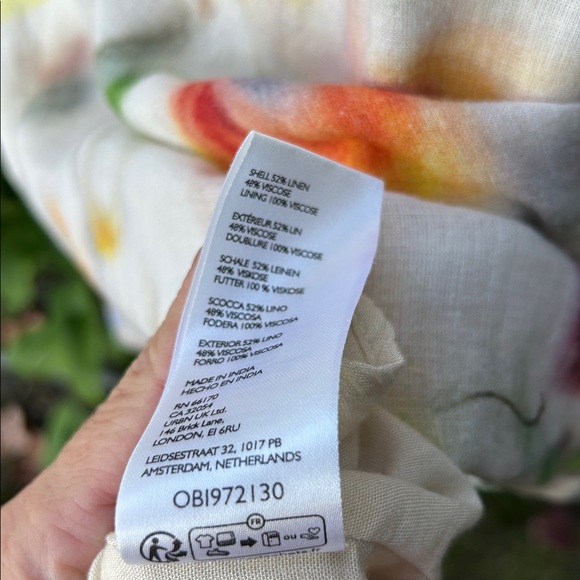 SHELL 52% LINEN
48% VISCOSE
LINING 100% VISCOSE
EXTÉRIEUR 52% LIN
48% VISCOSE
DOUBLURE 100% VISCOSE
SCHALE 52% LEINEN
48% VISKOSE
FUTTER 100 % VISKOSE
SCOCCA 52% LINO
48% VISCOSA
FODERA 100% VISCOSA
EXTERIOR 52% LINO
48% VISCOSA
FORRO 100% VISCOSA
MADE IN INDIA
HECHO EN INDIA
RN 66170
CA 32054
URBN UK Ltd.
146 Brick Lane,
LONDON, E1 6RU
LEIDSESTRAAT 32, 1017 PB
AMSTERDAM, NETHERLANDS
OB1972130
FR